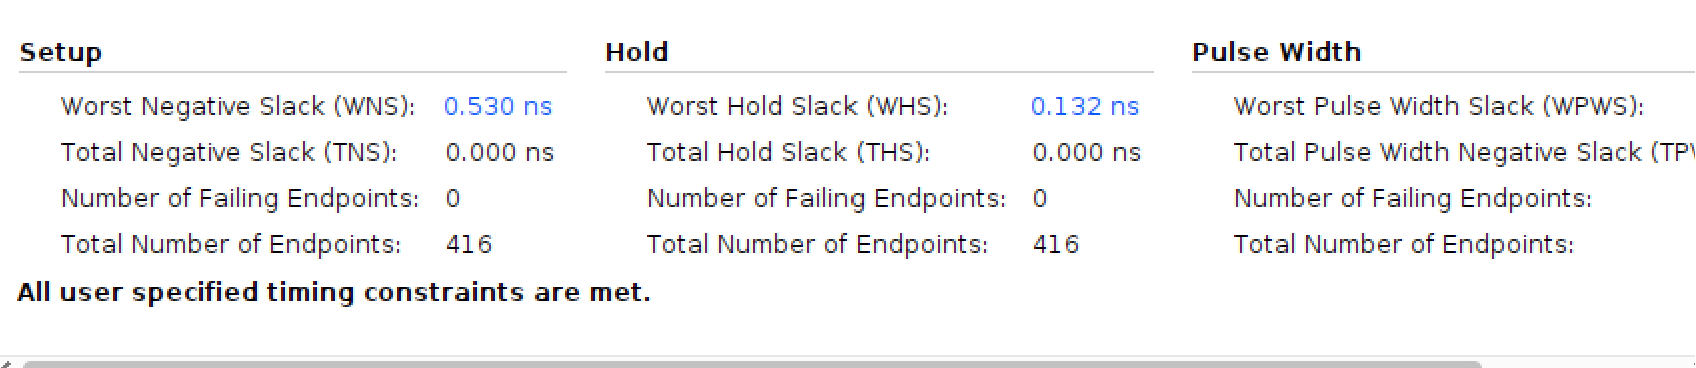 Setup
Worst Negative Slack (WNS): 0.530 ns
Total Negative Slack (TNS): 0.000 ns
Number of Failing Endpoints: 0
Total Number of Endpoints: 416
Hold
Worst Hold Slack (WHS): 0.132 ns
Total Hold Slack (THS): 0.000 ns
Number of Failing Endpoints: 0
Total Number of Endpoints: 416
Pulse Width
Worst Pulse Width Slack (WPWS):
Total Pulse Width Negative Slack
Number of Failing Endpoints:
Total Number of Endpoints:
All user specified timing constraints are met.